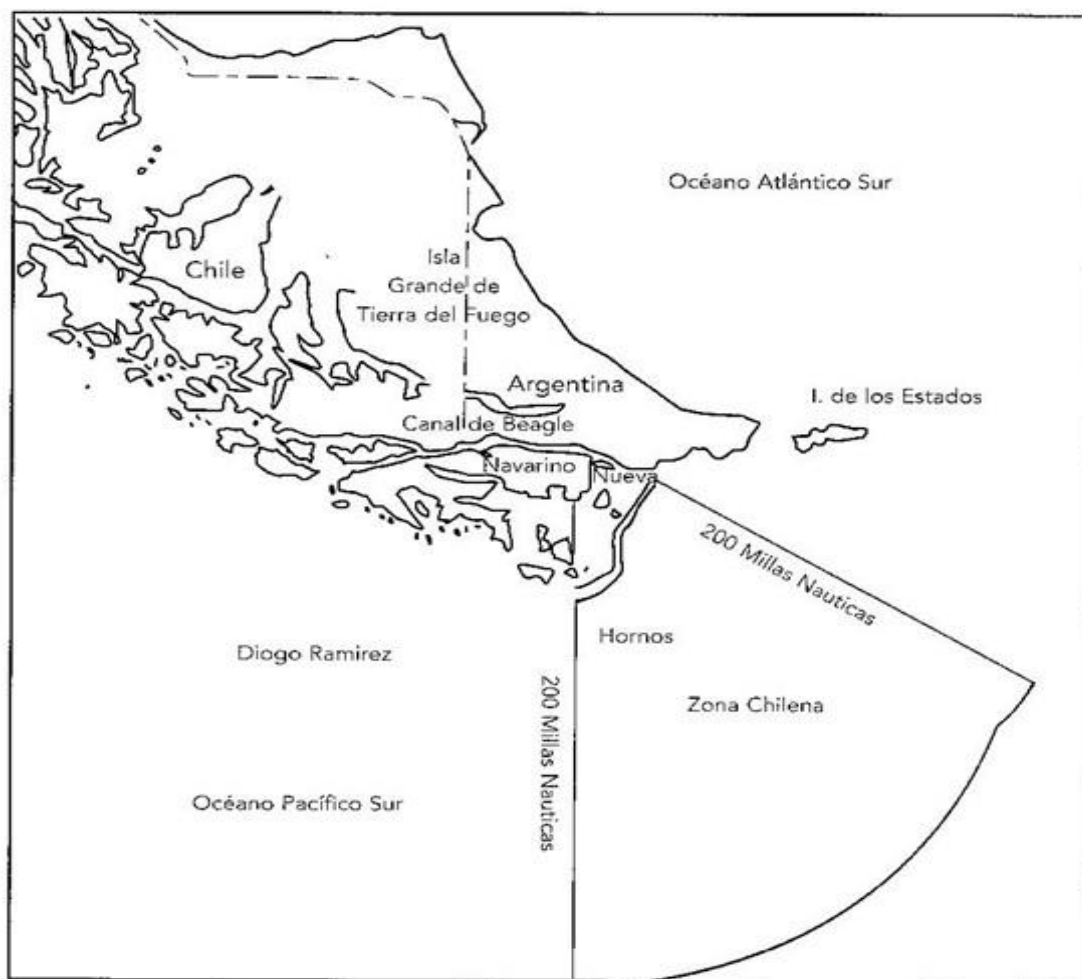 Océano Atlántico Sur
Chile
Isla
Grande de
Tierra del Fuego
Argentina
I. de los Estados
Canal de Beagle
Navarino
Nueva
200 Millas Nauticas
Hornos
Diogo Ramirez
200 Millas Nauticas
Zona Chilena
Océano Pacífico Sur